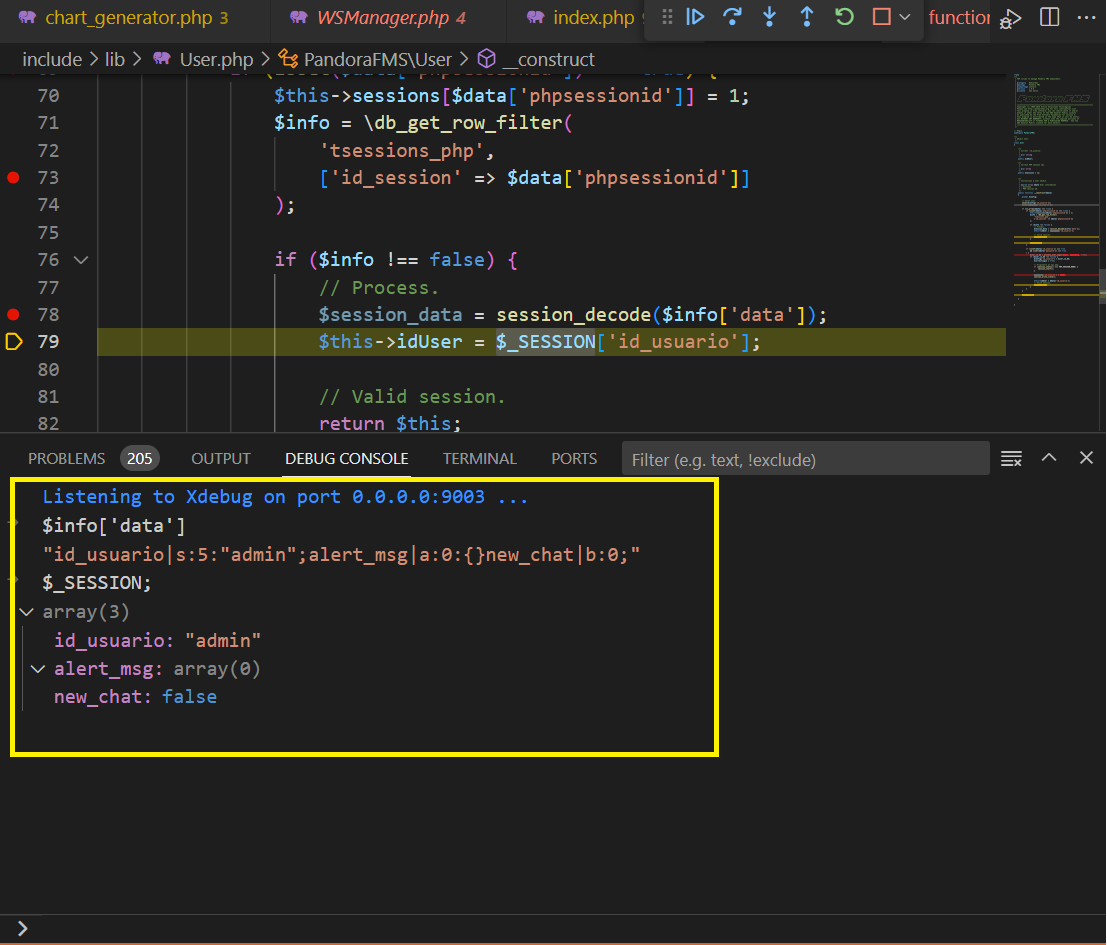 chart_generator.php 3
WSManager.php 4
index.php
function
include > lib > User.php > PandoraFMS\User > __construct
70 $this->sessions[$data['phpsessionid']] = 1;
71 $info = \db_get_row_filter(
72 'tsessions_php',
73 ['id_session' => $data['phpsessionid']]
74 );
75
76 if ($info !== false) {
77 // Process.
78 $session_data = session_decode($info['data']);
79 $this->idUser = $_SESSION['id_usuario'];
80
81 // Valid session.
82 return $this;
PROBLEMS 205 OUTPUT DEBUG CONSOLE TERMINAL PORTS Filter (e.g. text, !exclude)
Listening to Xdebug on port 0.0.0.0:9003 ...
$info['data']
"id_usuario|s:5:"admin";alert_msg|a:0:{}new_chat|b:0;"
$_SESSION;
array(3)
id_usuario: "admin"
alert_msg: array(0)
new_chat: false
>